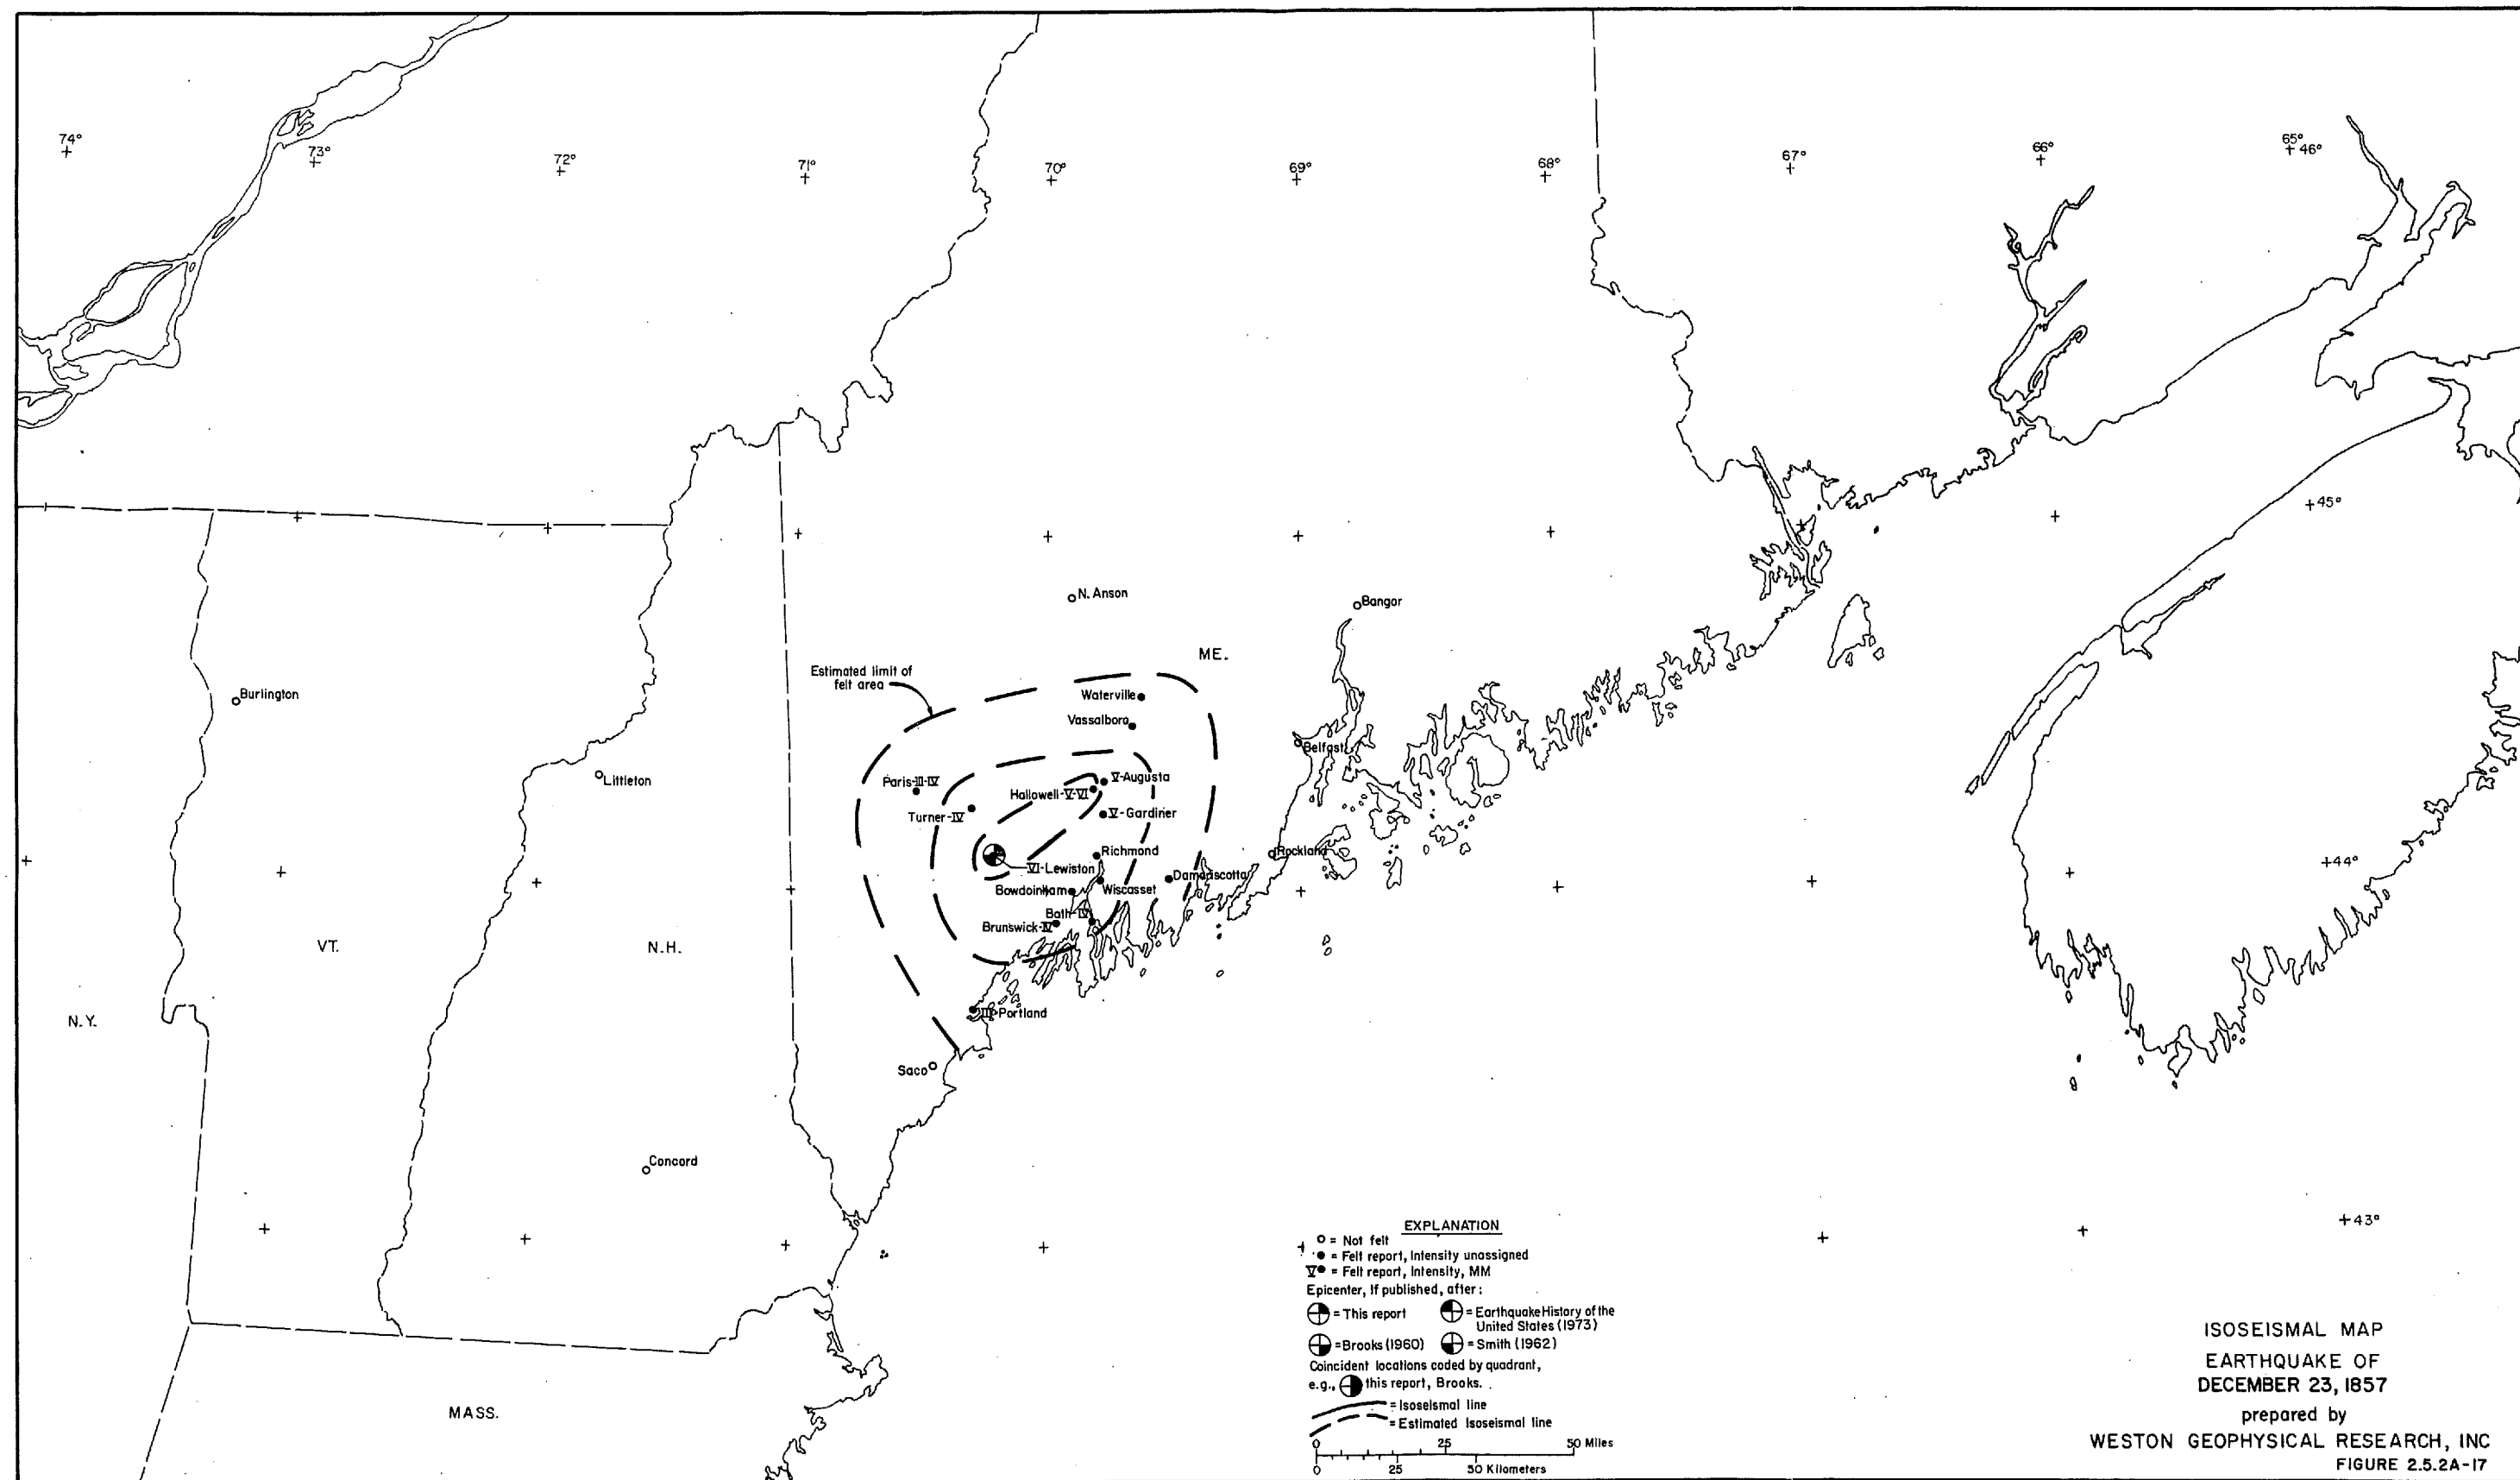 74°
73°
72°
71°
70°
69°
68°
67°
66°
65°
46°
45°
N. Anson
Bangor
ME.
Estimated limit of
felt area
Burlington
Waterville
Vassalboro
Belfast
Littleton
Paris-III-IV
V-Augusta
Hallowell-V-VI
Turner-IV
V-Gardiner
Richmond
Rockland
44°
VI-Lewiston
Damariscotta
Bowdoinham
Wiscasset
Bath-IV
Brunswick-IV
VT.
N.H.
N.Y.
III-Portland
Saco
Concord
43°
MASS.
EXPLANATION
= Not felt
= Felt report, Intensity unassigned
V = Felt report, Intensity, MM
Epicenter, If published, after:
= This report
= Earthquake History of the
United States (1973)
= Brooks (1960)
= Smith (1962)
Coincident locations coded by quadrant,
e.g., this report, Brooks.
= Isoseismal line
= Estimated Isoseismal line
0 25 50 Miles
0 25 50 Kilometers
ISOSEISMAL MAP
EARTHQUAKE OF
DECEMBER 23, 1857
prepared by
WESTON GEOPHYSICAL RESEARCH, INC
FIGURE 2.5.2A-17